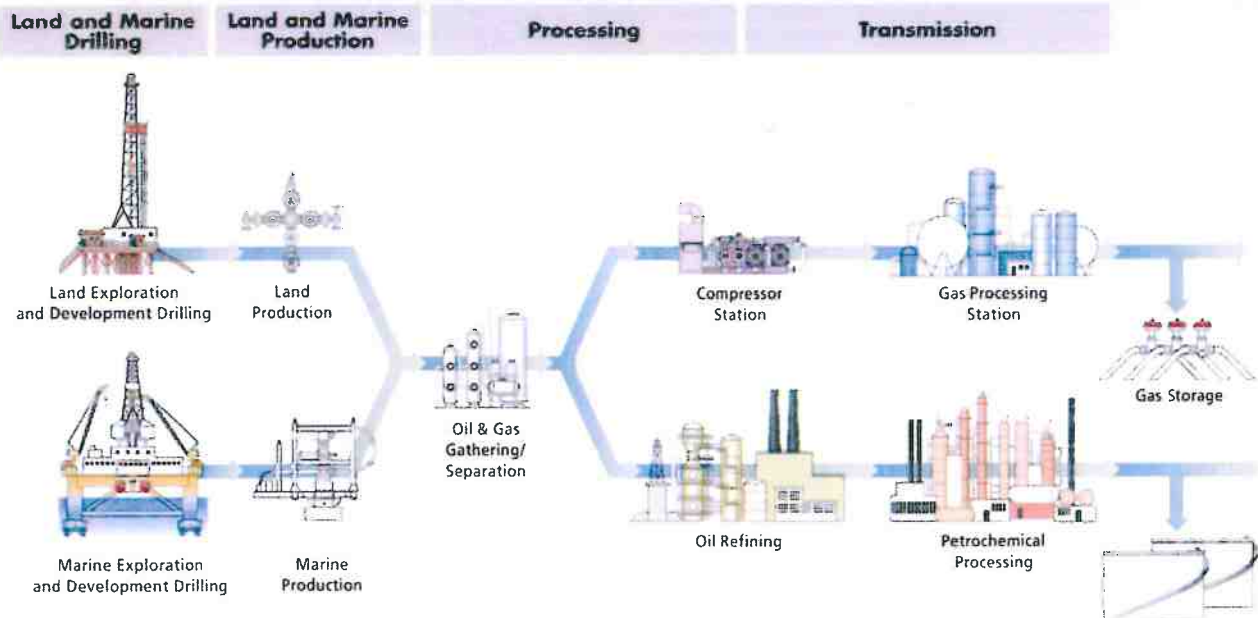 Land and Marine
Drilling
Land and Marine
Production
Processing
Transmission
Land Exploration
and Development Drilling
Land
Production
Compressor
Station
Gas Processing
Station
Gas Storage
Oil & Gas
Gathering/
Separation
Marine Exploration
and Development Drilling
Marine
Production
Oil Refining
Petrochemical
Processing